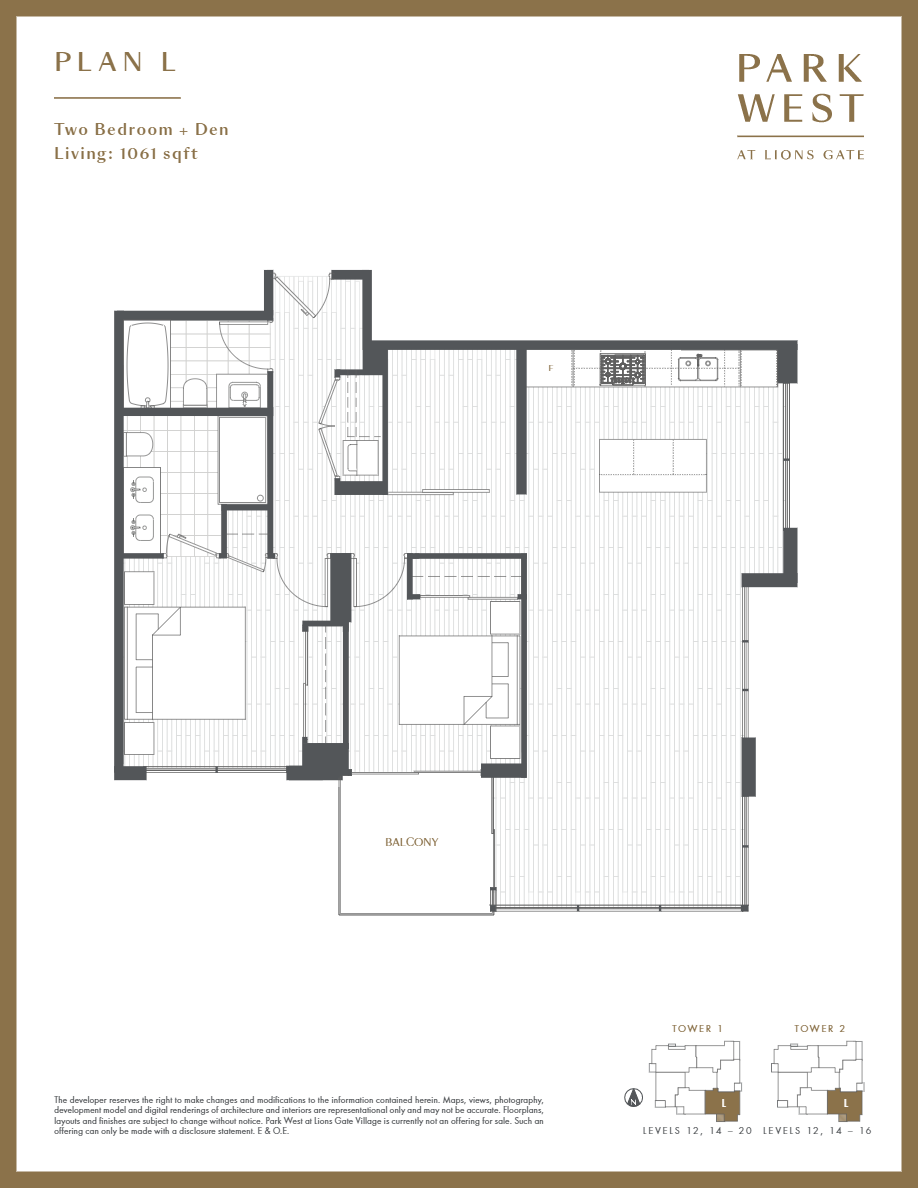 PLAN L
Two Bedroom + Den
Living: 1061 sqft
PARK
WEST
AT LIONS GATE
F
BALCONY
TOWER 1
TOWER 2
L
L
N
LEVELS 12, 14 – 20
LEVELS 12, 14 – 16
The developer reserves the right to make changes and modifications to the information contained herein. Maps, views, photography,
development model and digital renderings of architecture and interiors are representational only and may not be accurate. Floorplans,
layouts and finishes are subject to change without notice. Park West at Lions Gate Village is currently not an offering for sale. Such an
offering can only be made with a disclosure statement. E & O.E.